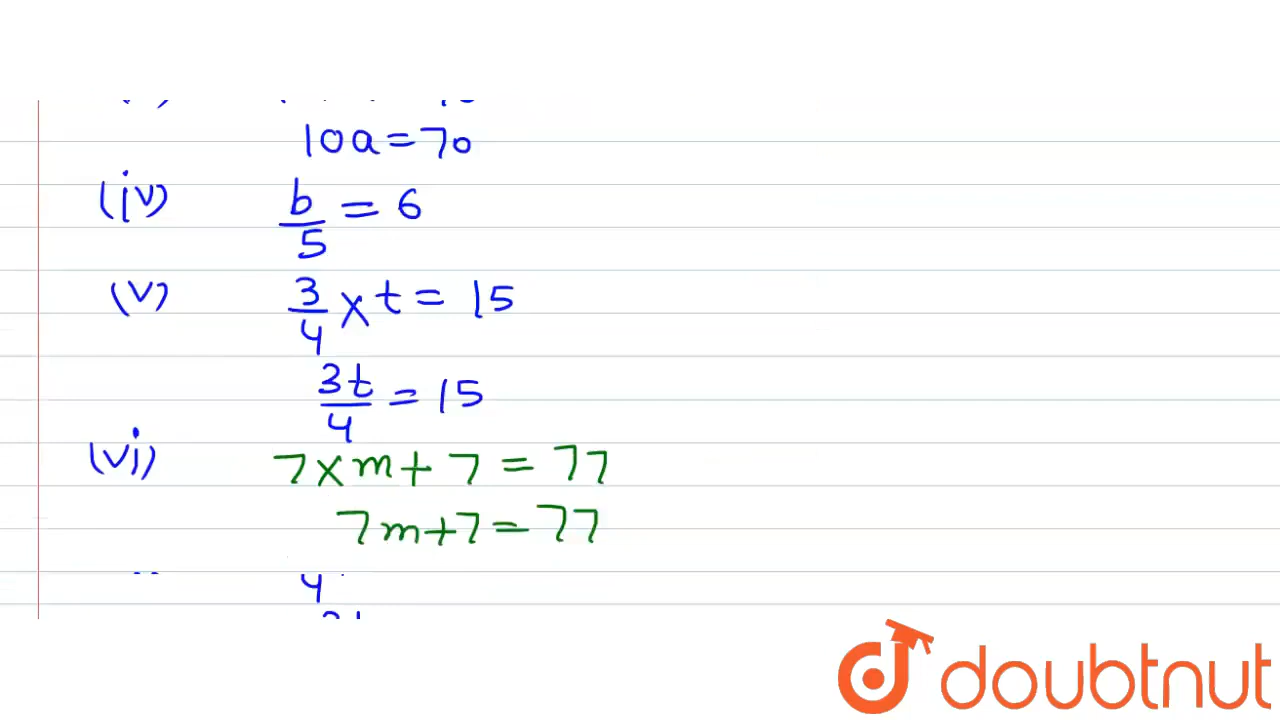 10a = 70
(iv) b/5 = 6
(v) 3/4 × t = 15
3t/4 = 15
(vi) 7 × m + 7 = 77
7m + 7 = 77
4
doubtnut